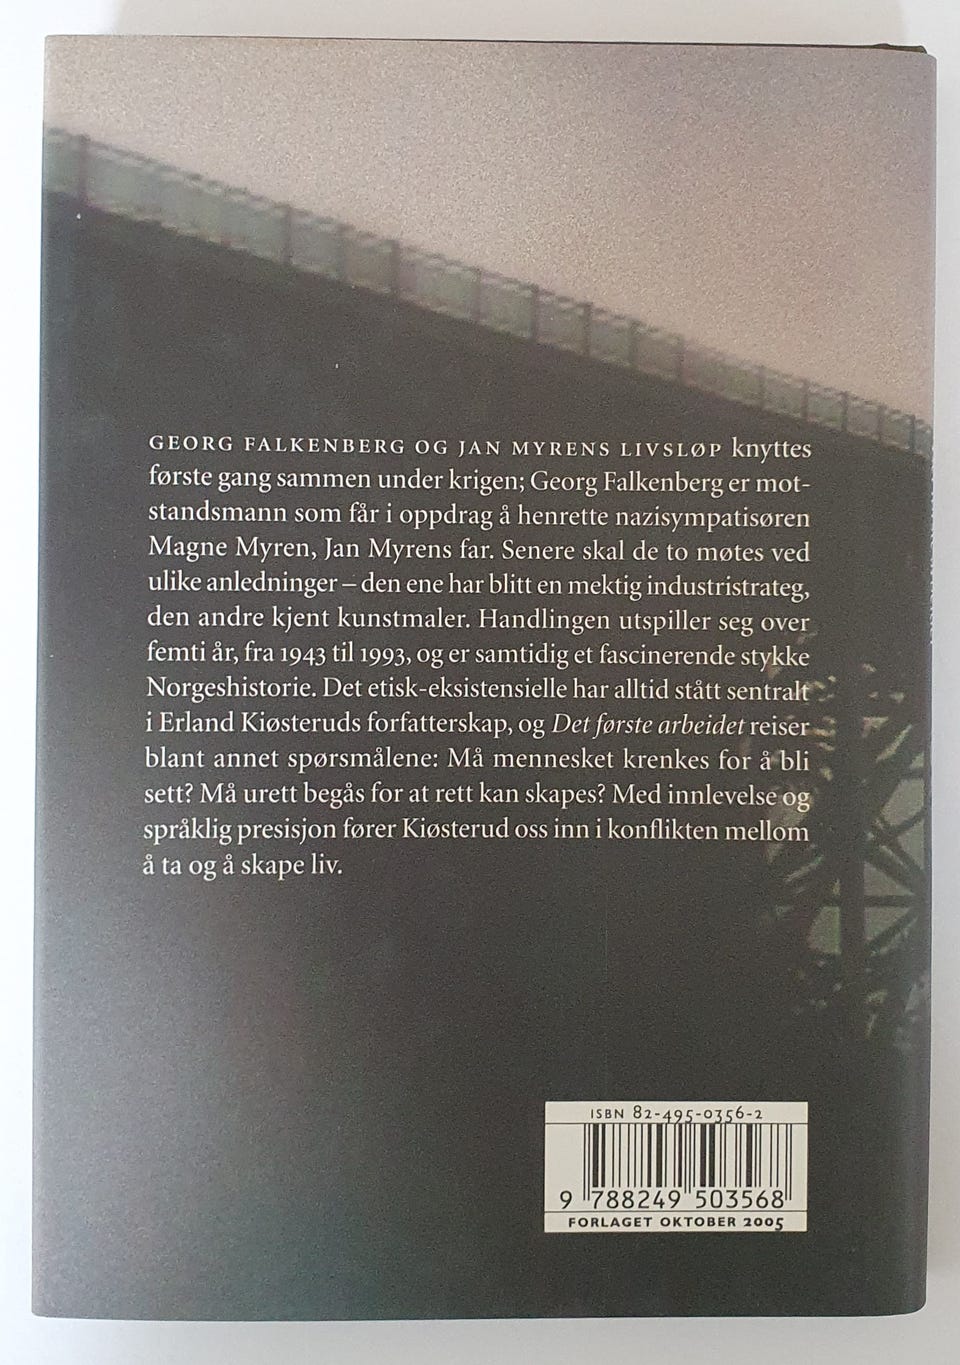 GEORG FALKENBERG OG JAN MYRENS LIVSLØP knyttes
første gang sammen under krigen; Georg Falkenberg er mot-
standsmann som får i oppdrag å henrette nazisympatisøren
Magne Myren, Jan Myrens far. Senere skal de to møtes ved
ulike anledninger – den ene har blitt en mektig industristrateg,
den andre kjent kunstmaler. Handlingen utspiller seg over
femti år, fra 1943 til 1993, og er samtidig et fascinerende stykke
Norgeshistorie. Det etisk-eksistensielle har alltid stått sentralt
i Erland Kiøsteruds forfatterskap, og Det første arbeidet reiser
blant annet spørsmålene: Må mennesket krenkes for å bli
sett? Må urett begås for at rett kan skapes? Med innlevelse og
språklig presisjon fører Kiøsterud oss inn i konflikten mellom
å ta og å skape liv.
ISBN 82-495-0356-2
9 788249 503568
FORLAGET OKTOBER 2005